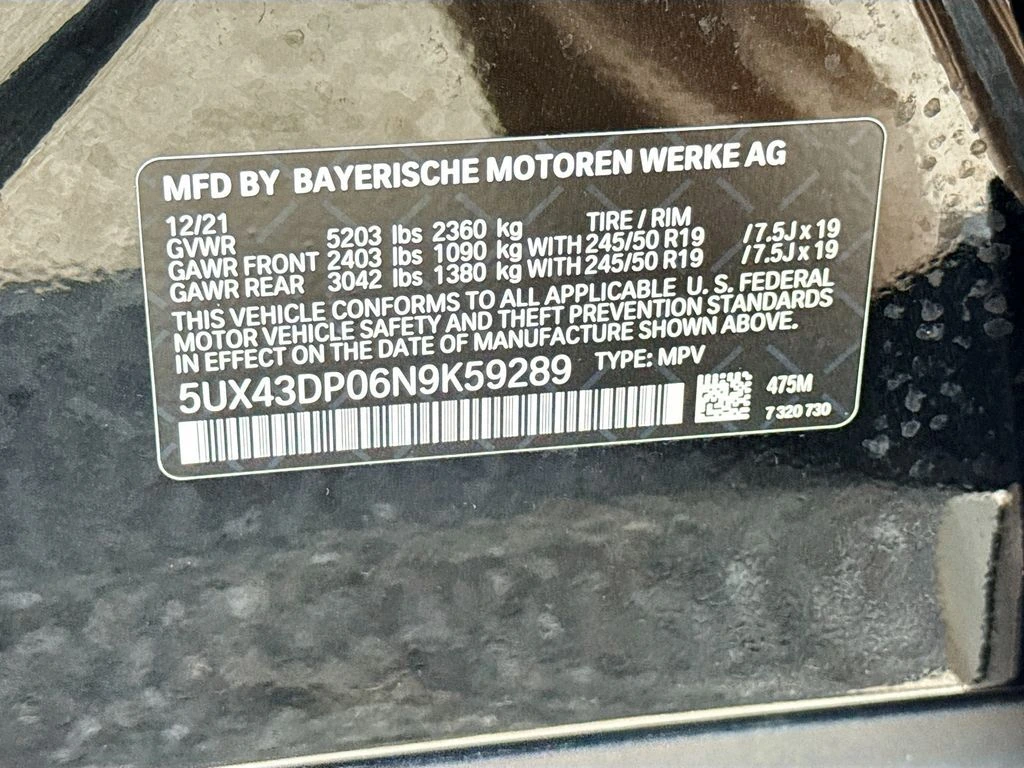 MFD BY BAYERISCHE MOTOREN WERKE AG
12/21 TIRE / RIM
GVWR 5203 lbs 2360 kg
GAWR FRONT 2403 lbs 1090 kg WITH 245/50 R19 / 7.5J x 19
GAWR REAR 3042 lbs 1380 kg WITH 245/50 R19 / 7.5J x 19
THIS VEHICLE CONFORMS TO ALL APPLICABLE U. S. FEDERAL
MOTOR VEHICLE SAFETY AND THEFT PREVENTION STANDARDS
IN EFFECT ON THE DATE OF MANUFACTURE SHOWN ABOVE.
5UX43DP06N9K59289 TYPE: MPV
475M
7 320 730